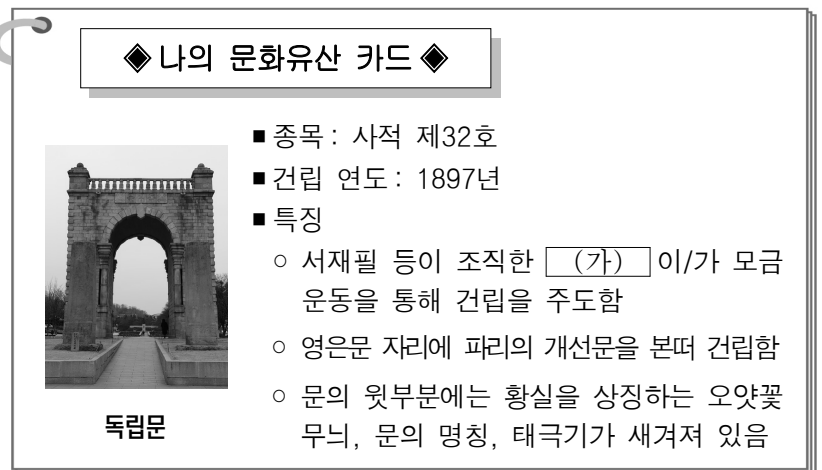 ◈ 나의 문화유산 카드 ◈
■ 종목 : 사적 제32호
■ 건립 연도 : 1897년
■ 특징
○ 서재필 등이 조직한 (가) 이/가 모금
운동을 통해 건립을 주도함
○ 영은문 자리에 파리의 개선문을 본떠 건립함
○ 문의 윗부분에는 황실을 상징하는 오얏꽃
무늬, 문의 명칭, 태극기가 새겨져 있음
독립문